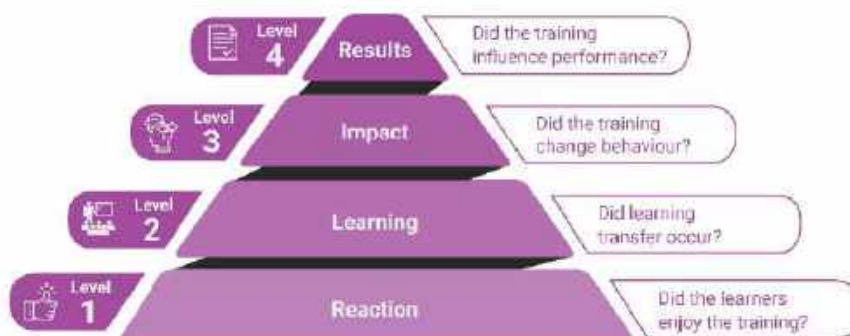 Level
4
Results
Did the training
influence performance?
Level
3
Impact
Did the training
change behaviour?
Level
2
Learning
Did learning
transfer occur?
Level
1
Reaction
Did the learners
enjoy the training?